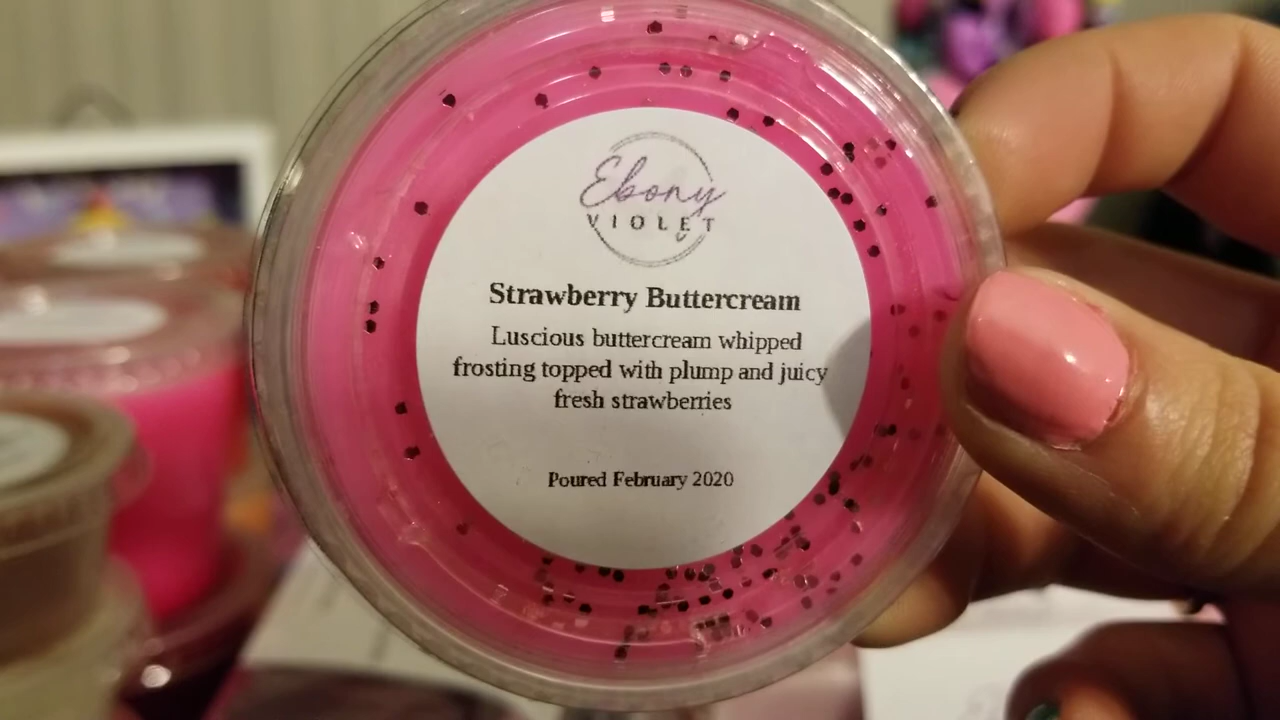 Ebony
VIOLET
Strawberry Buttercream
Luscious buttercream whipped
frosting topped with plump and juicy
fresh strawberries
Poured February 2020